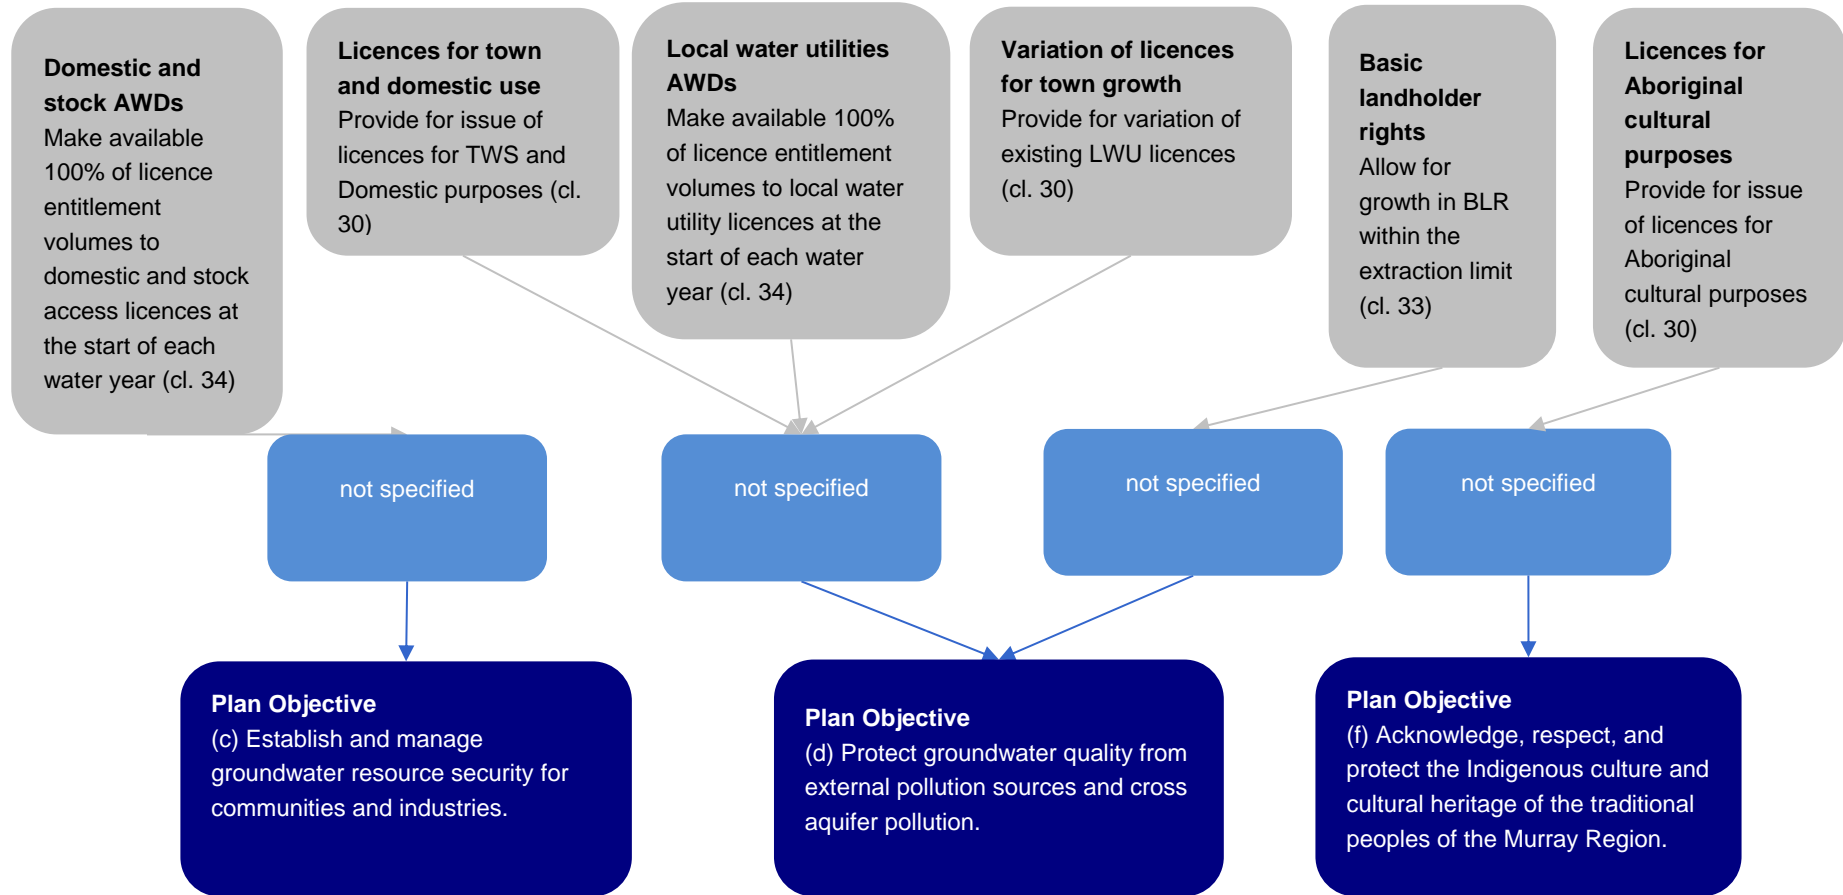 Domestic and
stock AWDs
Make available
100% of licence
entitlement
volumes to
domestic and stock
access licences at
the start of each
water year (cl. 34)
Licences for town
and domestic use
Provide for issue of
licences for TWS and
Domestic purposes (cl.
30)
Local water utilities
AWDs
Make available 100%
of licence entitlement
volumes to local water
utility licences at the
start of each water
year (cl. 34)
Variation of licences
for town growth
Provide for variation of
existing LWU licences
(cl. 30)
Basic
landholder
rights
Allow for
growth in BLR
within the
extraction limit
(cl. 33)
Licences for
Aboriginal
cultural
purposes
Provide for issue
of licences for
Aboriginal
cultural purposes
(cl. 30)
not specified
not specified
not specified
not specified
Plan Objective
(c) Establish and manage
groundwater resource security for
communities and industries.
Plan Objective
(d) Protect groundwater quality from
external pollution sources and cross
aquifer pollution.
Plan Objective
(f) Acknowledge, respect, and
protect the Indigenous culture and
cultural heritage of the traditional
peoples of the Murray Region.